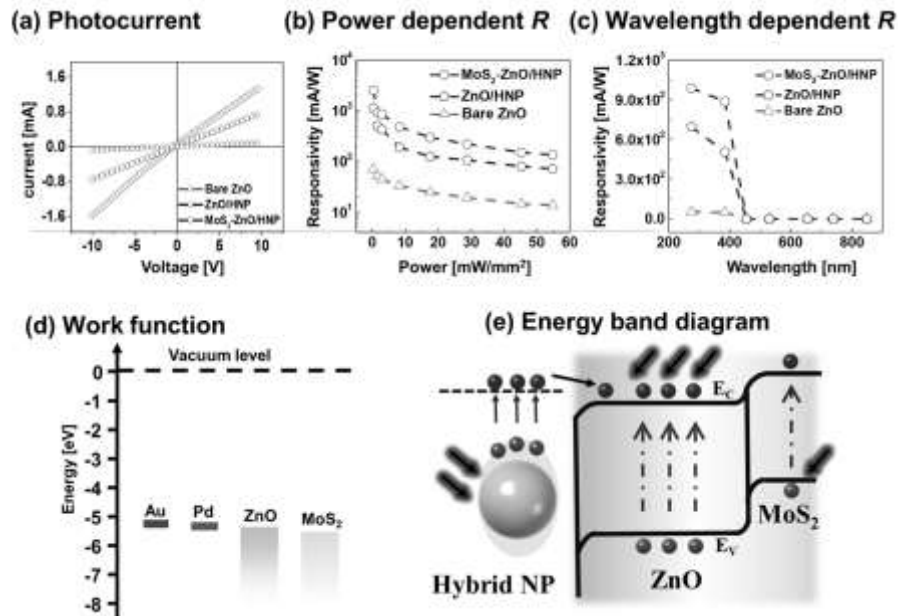 (a) Photocurrent
current [mA]
1.6
0.8
0.0
-0.8
-1.6
Bare ZnO
ZnO/HNP
MoS₂-ZnO/HNP
-10
-5
0
5
10
Voltage [V]
(b) Power dependent R
Responsivity [mA/W]
10⁴
10³
10²
10¹
MoS₂-ZnO/HNP
ZnO/HNP
Bare ZnO
0
10
20
30
40
50
60
Power [mW/mm²]
(c) Wavelength dependent R
Responsivity [mA/W]
1.2x10³
9.0x10²
6.0x10²
3.0x10²
0.0
MoS₂-ZnO/HNP
ZnO/HNP
Bare ZnO
200
400
600
800
Wavelength [nm]
(d) Work function
Vacuum level
Energy [eV]
0
-1
-2
-3
-4
-5
-6
-7
-8
Au
Pd
ZnO
MoS₂
(e) Energy band diagram
E_C
E_V
MoS₂
Hybrid NP
ZnO